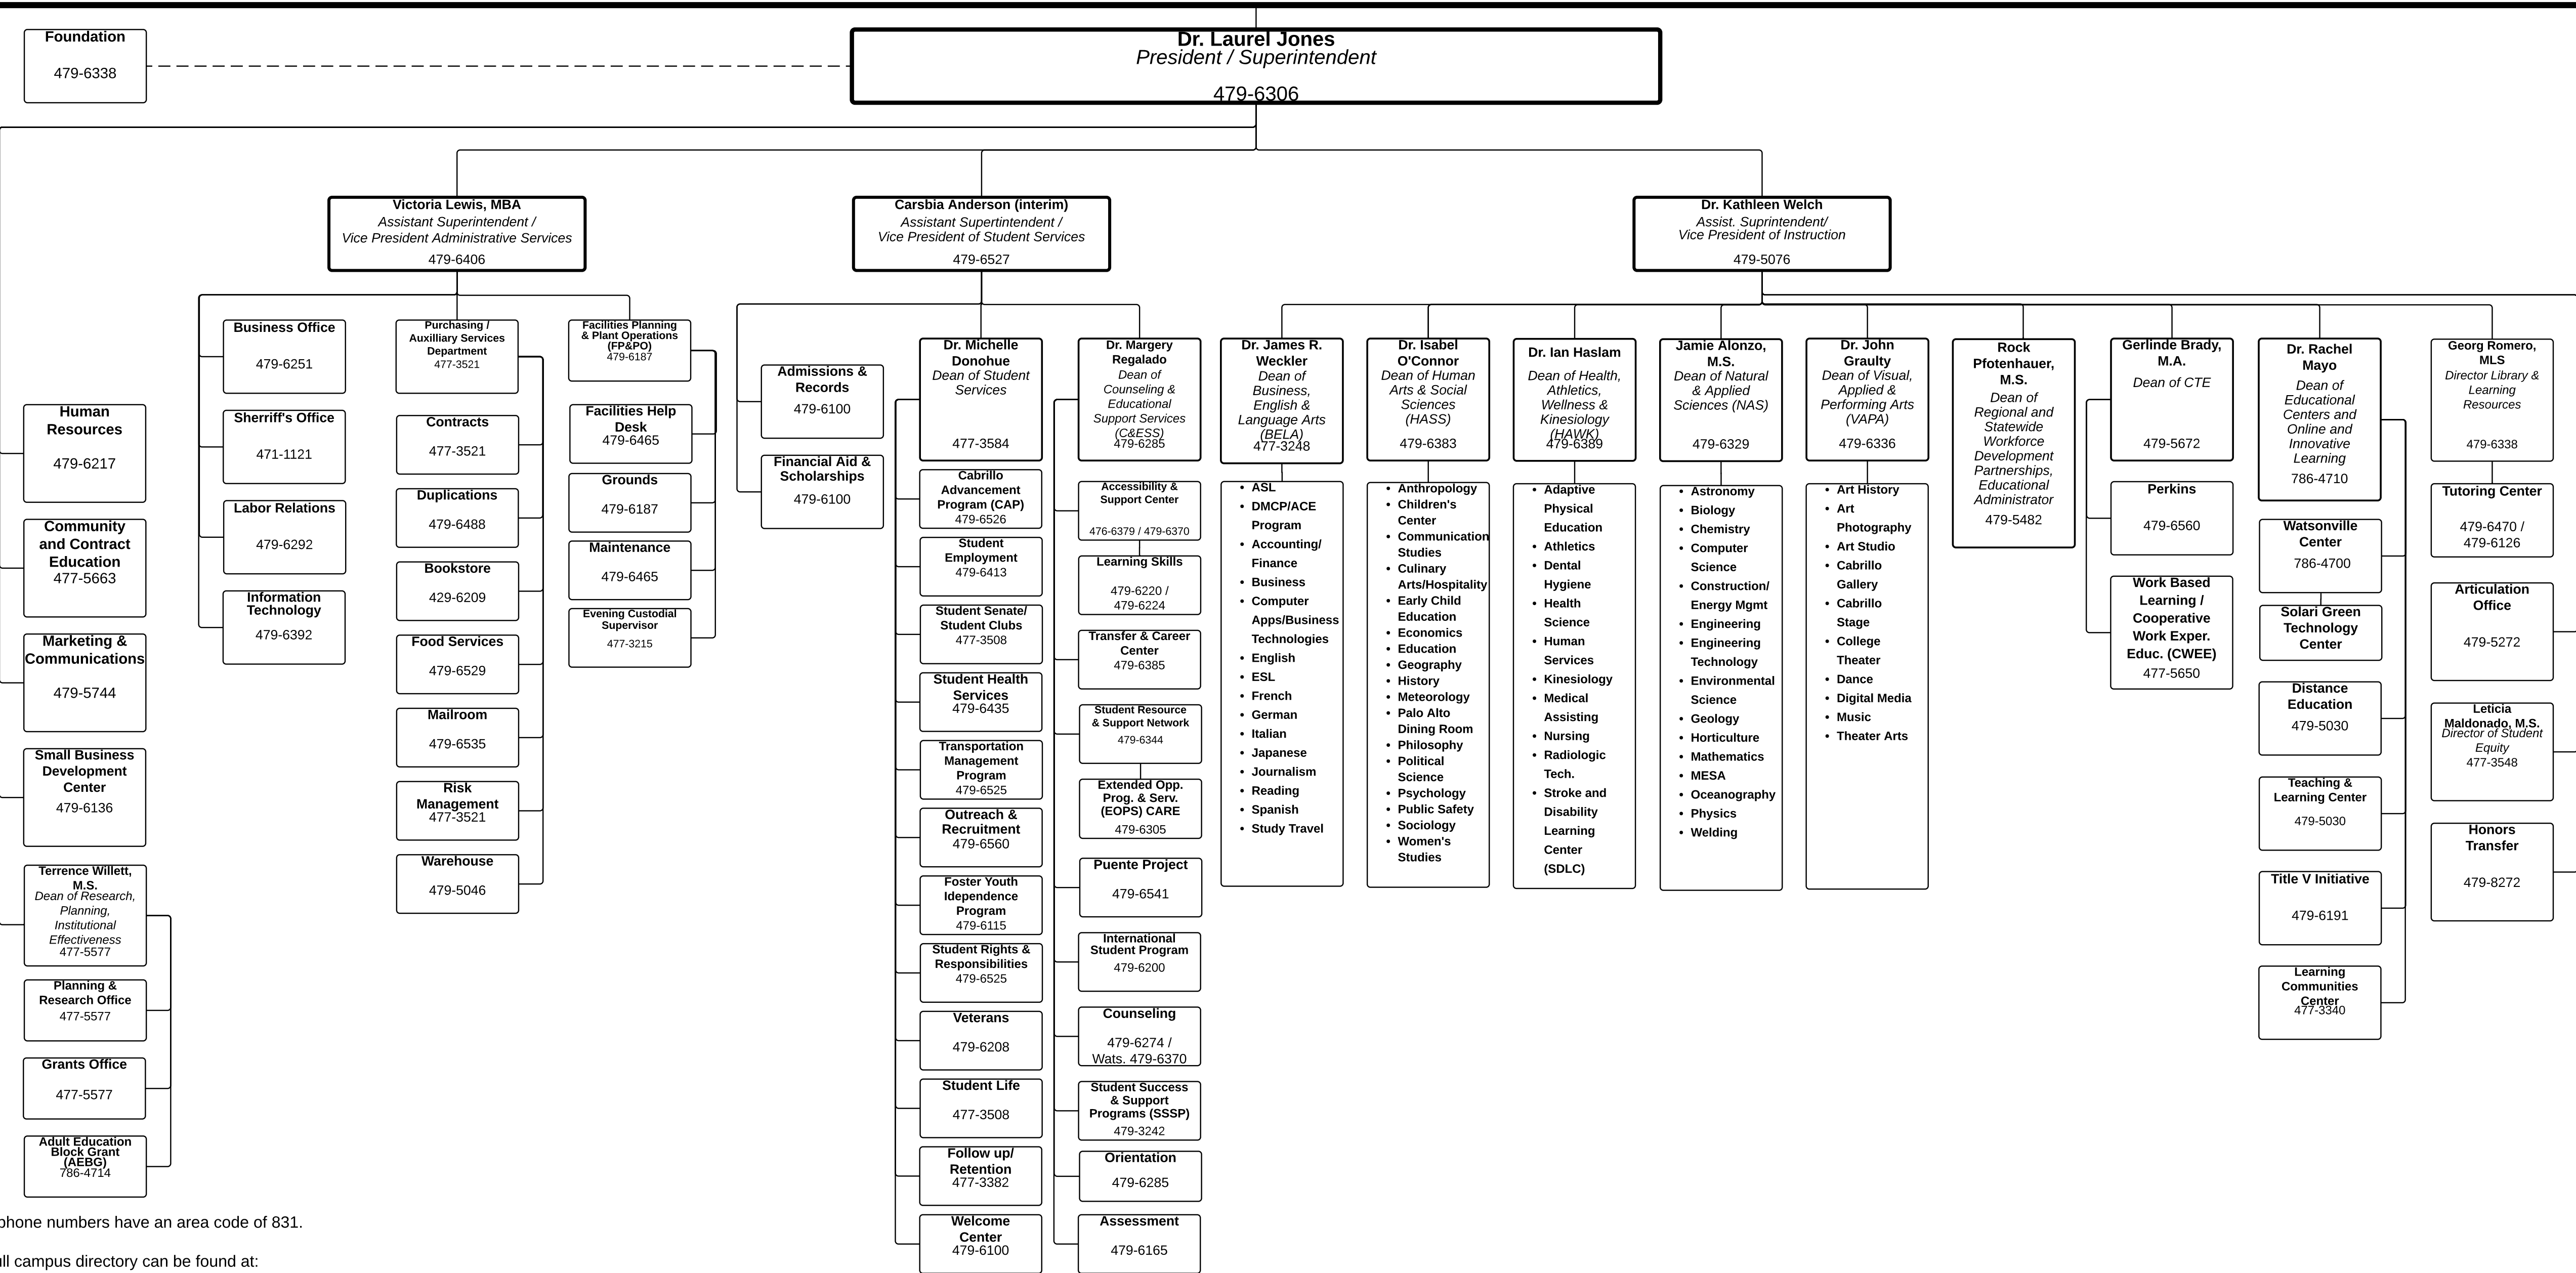 Foundation
479-6338
Dr. Laurel Jones
President / Superintendent
479-6306
Victoria Lewis, MBA
Assistant Superintendent /
Vice President Administrative Services
479-6406
Carsbia Anderson (interim)
Assistant Supertintendent /
Vice President of Student Services
479-6527
Dr. Kathleen Welch
Assist. Suprintendent/
Vice President of Instruction
479-5076
Human
Resources
479-6217
Community
and Contract
Education
477-5663
Marketing &
Communications
479-5744
Small Business
Development
Center
479-6136
Terrence Willett,
M.S.
Dean of Research,
Planning,
Institutional
Effectiveness
477-5577
Planning &
Research Office
477-5577
Grants Office
477-5577
Adult Education
Block Grant
(AEBG)
786-4714
Business Office
479-6251
Sherriff's Office
471-1121
Labor Relations
479-6292
Information
Technology
479-6392
Purchasing /
Auxilliary Services
Department
477-3521
Contracts
477-3521
Duplications
479-6488
Bookstore
429-6209
Food Services
479-6529
Mailroom
479-6535
Risk
Management
477-3521
Warehouse
479-5046
Facilities Planning
& Plant Operations
(FP&PO)
479-6187
Facilities Help
Desk
479-6465
Grounds
479-6187
Maintenance
479-6465
Evening Custodial
Supervisor
477-3215
Admissions &
Records
479-6100
Financial Aid &
Scholarships
479-6100
Dr. Michelle
Donohue
Dean of Student
Services
477-3584
Cabrillo
Advancement
Program (CAP)
479-6526
Student
Employment
479-6413
Student Senate/
Student Clubs
477-3508
Student Health
Services
479-6435
Transportation
Management
Program
479-6525
Outreach &
Recruitment
479-6560
Foster Youth
Idependence
Program
479-6115
Student Rights &
Responsibilities
479-6525
Veterans
479-6208
Student Life
477-3508
Follow up/
Retention
477-3382
Welcome
Center
479-6100
Dr. Margery
Regalado
Dean of
Counseling &
Educational
Support Services
(C&ESS)
479-6285
Accessibility &
Support Center
476-6379 / 479-6370
Learning Skills
479-6220 /
479-6224
Transfer & Career
Center
479-6385
Student Resource
& Support Network
479-6344
Extended Opp.
Prog. & Serv.
(EOPS) CARE
479-6305
Puente Project
479-6541
International
Student Program
479-6200
Counseling
479-6274 /
Wats. 479-6370
Student Success
& Support
Programs (SSSP)
479-3242
Orientation
479-6285
Assessment
479-6165
Dr. James R.
Weckler
Dean of
Business,
English &
Language Arts
(BELA)
477-3248
• ASL
• DMCP/ACE
Program
• Accounting/
Finance
• Business
• Computer
Apps/Business
Technologies
• English
• ESL
• French
• German
• Italian
• Japanese
• Journalism
• Reading
• Spanish
• Study Travel
Dr. Isabel
O'Connor
Dean of Human
Arts & Social
Sciences
(HASS)
479-6383
• Anthropology
• Children's
Center
• Communication
Studies
• Culinary
Arts/Hospitality
• Early Child
Education
• Economics
• Education
• Geography
• History
• Meteorology
• Palo Alto
Dining Room
• Philosophy
• Political
Science
• Psychology
• Public Safety
• Sociology
• Women's
Studies
Dr. Ian Haslam
Dean of Health,
Athletics,
Wellness &
Kinesiology
(HAWK)
479-6389
• Adaptive
Physical
Education
• Athletics
• Dental
Hygiene
• Health
Science
• Human
Services
• Kinesiology
• Medical
Assisting
• Nursing
• Radiologic
Tech.
• Stroke and
Disability
Learning
Center
(SDLC)
Jamie Alonzo,
M.S.
Dean of Natural
& Applied
Sciences (NAS)
479-6329
• Astronomy
• Biology
• Chemistry
• Computer
Science
• Construction/
Energy Mgmt
• Engineering
• Engineering
Technology
• Environmental
Science
• Geology
• Horticulture
• Mathematics
• MESA
• Oceanography
• Physics
• Welding
Dr. John
Graulty
Dean of Visual,
Applied &
Performing Arts
(VAPA)
479-6336
• Art History
• Art
Photography
• Art Studio
• Cabrillo
Gallery
• Cabrillo
Stage
• College
Theater
• Dance
• Digital Media
• Music
• Theater Arts
Rock
Pfotenhauer,
M.S.
Dean of
Regional and
Statewide
Workforce
Development
Partnerships,
Educational
Administrator
479-5482
Gerlinde Brady,
M.A.
Dean of CTE
479-5672
Perkins
479-6560
Work Based
Learning /
Cooperative
Work Exper.
Educ. (CWEE)
477-5650
Dr. Rachel
Mayo
Dean of
Educational
Centers and
Online and
Innovative
Learning
786-4710
Watsonville
Center
786-4700
Solari Green
Technology
Center
Distance
Education
479-5030
Teaching &
Learning Center
479-5030
Title V Initiative
479-6191
Learning
Communities
Center
477-3340
Georg Romero,
MLS
Director Library &
Learning
Resources
479-6338
Tutoring Center
479-6470 /
479-6126
Articulation
Office
479-5272
Leticia
Maldonado, M.S.
Director of Student
Equity
477-3548
Honors
Transfer
479-8272
phone numbers have an area code of 831.
ll campus directory can be found at: